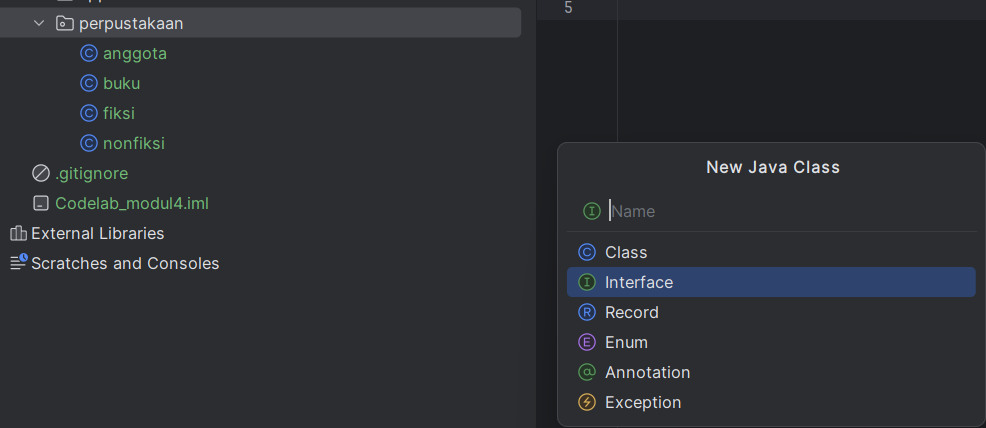 perpustakaan
anggota
buku
fiksi
nonfiksi
.gitignore
Codelab_modul4.iml
External Libraries
Scratches and Consoles
5
New Java Class
I Name
C Class
I Interface
R Record
E Enum
@ Annotation
Exception